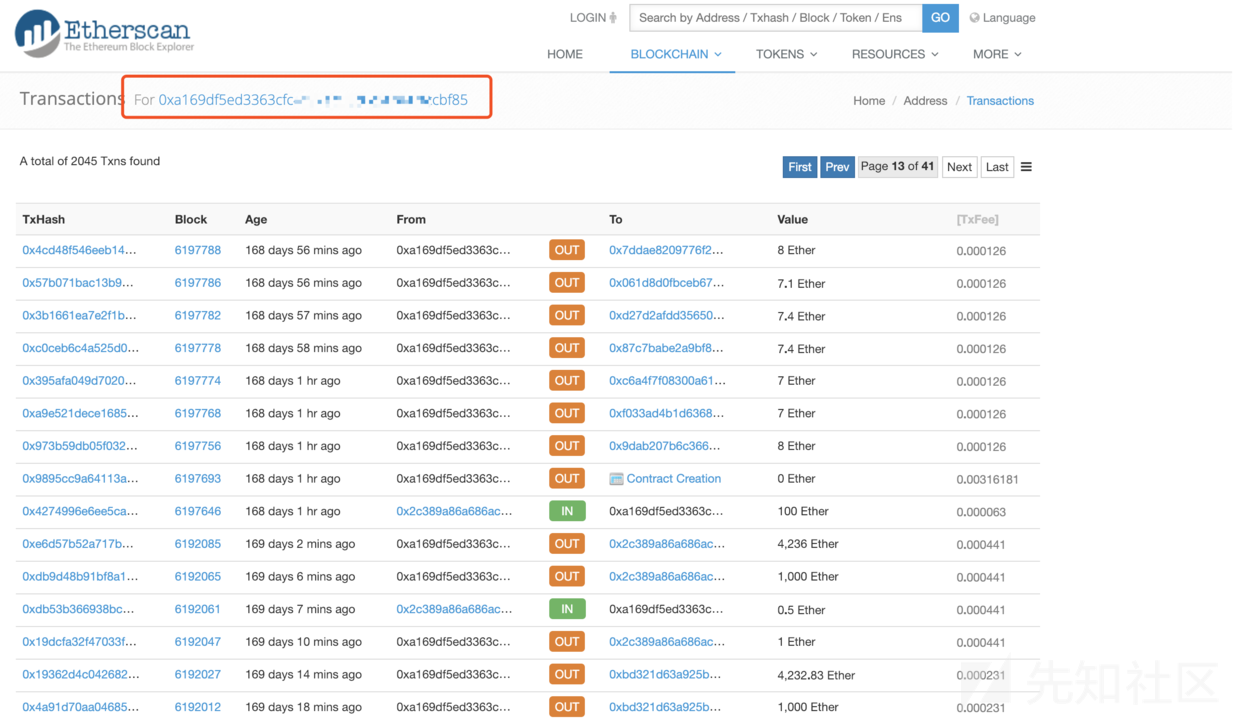 Etherscan
The Ethereum Block Explorer
LOGIN
Search by Address / Txhash / Block / Token / Ens
GO
Language
HOME
BLOCKCHAIN
TOKENS
RESOURCES
MORE
Transactions For 0xa169df5ed3363cfc cbf85
Home / Address / Transactions
A total of 2045 Txns found
First Prev Page 13 of 41 Next Last
TxHash Block Age From To Value [TxFee]
0x4cd48f546eeb14... 6197788 168 days 56 mins ago 0xa169df5ed3363c... OUT 0x7ddae8209776f2... 8 Ether 0.000126
0x57b071bac13b9... 6197786 168 days 56 mins ago 0xa169df5ed3363c... OUT 0x061d8d0fbceb67... 7.1 Ether 0.000126
0x3b1661ea7e2f1b... 6197782 168 days 57 mins ago 0xa169df5ed3363c... OUT 0xd27d2afdd35650... 7.4 Ether 0.000126
0xc0ceb6c4a525d0... 6197778 168 days 58 mins ago 0xa169df5ed3363c... OUT 0x87c7babe2a9bf8... 7.4 Ether 0.000126
0x395afa049d7020... 6197774 168 days 1 hr ago 0xa169df5ed3363c... OUT 0xc6a4f7f08300a61... 7 Ether 0.000126
0xa9e521dece1685... 6197768 168 days 1 hr ago 0xa169df5ed3363c... OUT 0xf033ad4b1d6368... 7 Ether 0.000126
0x973b59db05f032... 6197756 168 days 1 hr ago 0xa169df5ed3363c... OUT 0x9dab207b6c366... 8 Ether 0.000126
0x9895cc9a64113a... 6197693 168 days 1 hr ago 0xa169df5ed3363c... OUT Contract Creation 0 Ether 0.00316181
0x4274996e6ee5ca... 6197646 168 days 1 hr ago 0x2c389a86a686ac... IN 0xa169df5ed3363c... 100 Ether 0.000063
0xe6d57b52a717b... 6192085 169 days 2 mins ago 0xa169df5ed3363c... OUT 0x2c389a86a686ac... 4,236 Ether 0.000441
0xdb9d48b91bf8a1... 6192065 169 days 6 mins ago 0xa169df5ed3363c... OUT 0x2c389a86a686ac... 1,000 Ether 0.000441
0xdb53b366938bc... 6192061 169 days 7 mins ago 0x2c389a86a686ac... IN 0xa169df5ed3363c... 0.5 Ether 0.000441
0x19dcfa32f47033f... 6192047 169 days 10 mins ago 0xa169df5ed3363c... OUT 0x2c389a86a686ac... 1 Ether 0.000441
0x19362d4c042682... 6192027 169 days 14 mins ago 0xa169df5ed3363c... OUT 0xbd321d63a925b... 4,232.83 Ether 0.000231
0x4a91d70aa04685... 6192012 169 days 18 mins ago 0xa169df5ed3363c... OUT 0xbd321d63a925b... 1,000 Ether 0.000231
先知社区